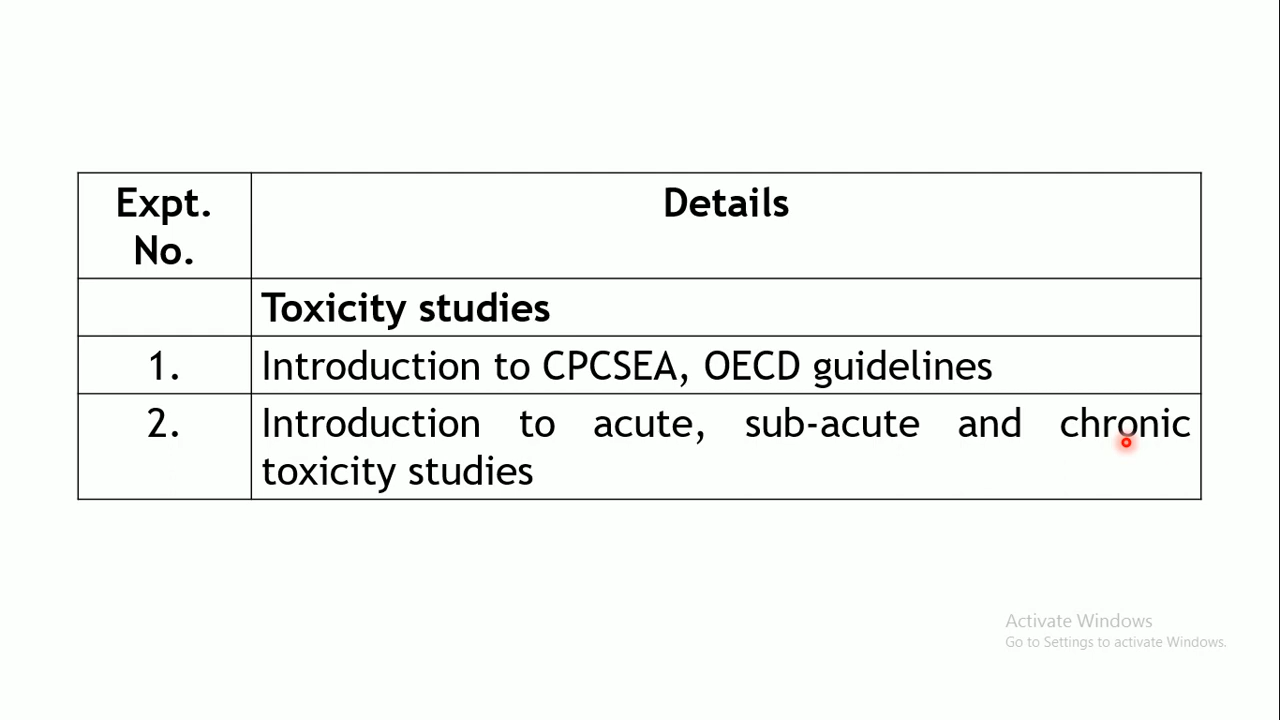 Expt.
No.
Details
Toxicity studies
1.
Introduction to CPCSEA, OECD guidelines
2.
Introduction to acute, sub-acute and chronic
toxicity studies
Activate Windows
Go to Settings to activate Windows.